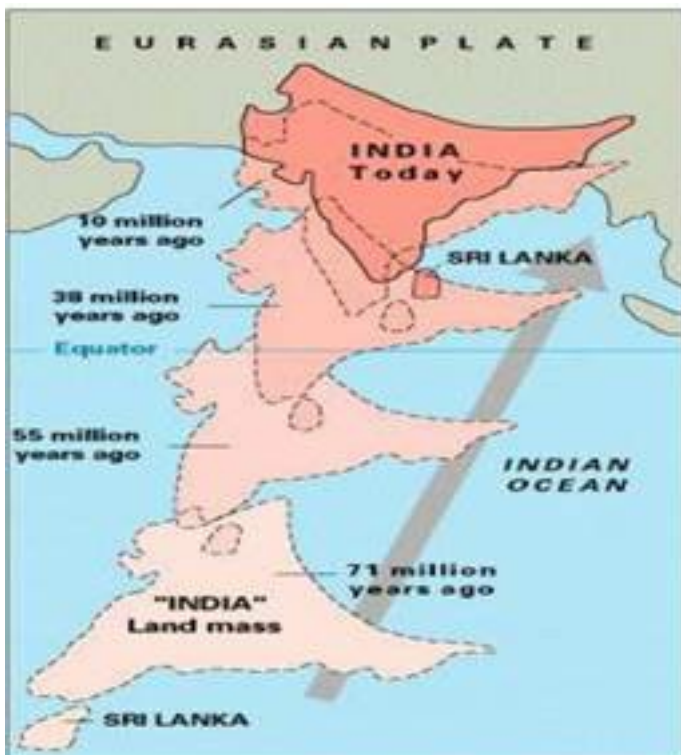 EURASIAN PLATE
INDIA
Today
10 million
years ago
SRI LANKA
38 million
years ago
Equator
55 million
years ago
INDIAN
OCEAN
71 million
years ago
"INDIA"
Land mass
SRI LANKA